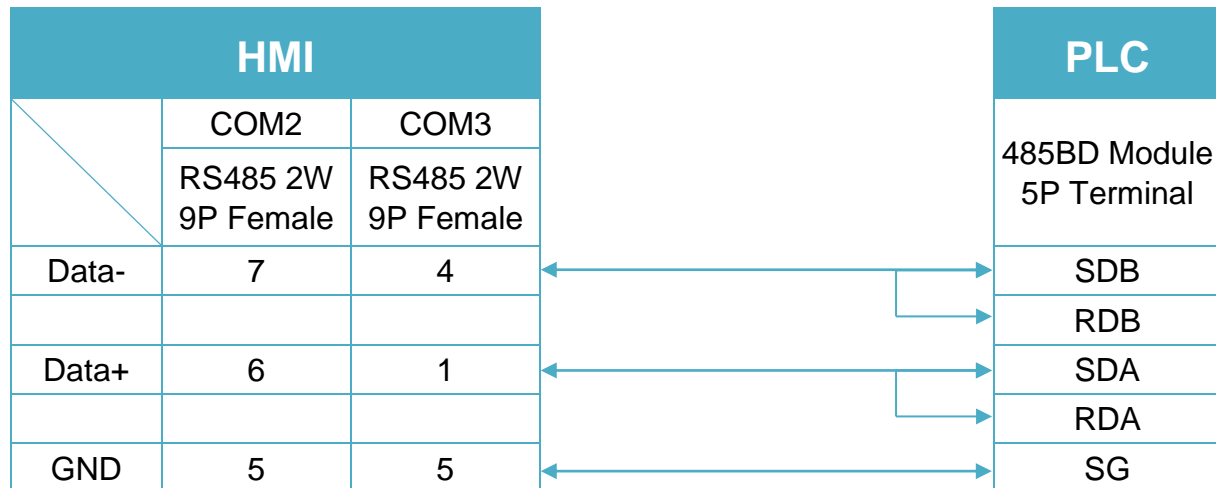 HMI
PLC
COM2 COM3
RS485 2W RS485 2W
9P Female 9P Female
485BD Module
5P Terminal
Data- 7 4 SDB
RDB
Data+ 6 1 SDA
RDA
GND 5 5 SG